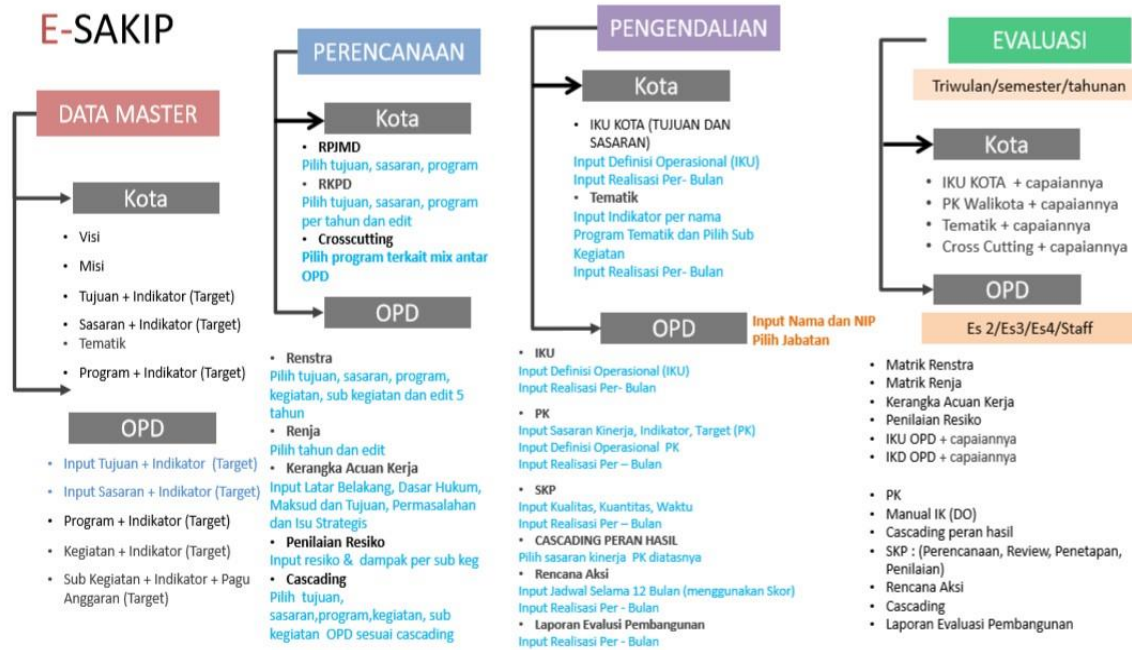 E-SAKIP
DATA MASTER
Kota
• Visi
• Misi
• Tujuan + Indikator (Target)
• Sasaran + Indikator (Target)
• Tematik
• Program + Indikator (Target)
OPD
• Input Tujuan + Indikator (Target)
• Input Sasaran + Indikator (Target)
• Program + Indikator (Target)
• Kegiatan + Indikator (Target)
• Sub Kegiatan + Indikator + Pagu
Anggaran (Target)
PERENCANAAN
Kota
• RPJMD
Pilih tujuan, sasaran, program
• RKPD
Pilih tujuan, sasaran, program
per tahun dan edit
• Crosscutting
Pilih program terkait mix antar
OPD
OPD
• Renstra
Pilih tujuan, sasaran, program,
kegiatan, sub kegiatan dan edit 5
tahun
• Renja
Pilih tahun dan edit
• Kerangka Acuan Kerja
Input Latar Belakang, Dasar Hukum,
Maksud dan Tujuan, Permasalahan
dan Isu Strategis
• Penilaian Resiko
Input resiko & dampak per sub keg
• Cascading
Pilih tujuan,
sasaran,program,kegiatan, sub
kegiatan OPD sesuai cascading
PENGENDALIAN
Kota
• IKU KOTA (TUJUAN DAN
SASARAN)
Input Definisi Operasional (IKU)
Input Realisasi Per- Bulan
• Tematik
Input Indikator per nama
Program Tematik dan Pilih Sub
Kegiatan
Input Realisasi Per- Bulan
OPD
Input Nama dan NIP
Pilih Jabatan
• IKU
Input Definisi Operasional (IKU)
Input Realisasi Per- Bulan
• PK
Input Sasaran Kinerja, Indikator, Target (PK)
Input Definisi Operasional PK
Input Realisasi Per – Bulan
• SKP
Input Kualitas, Kuantitas, Waktu
Input Realisasi Per – Bulan
• CASCADING PERAN HASIL
Pilih sasaran kinerja PK diatasnya
• Rencana Aksi
Input Jadwal Selama 12 Bulan (menggunakan Skor)
Input Realisasi Per - Bulan
• Laporan Evalusi Pembangunan
Input Realisasi Per - Bulan
EVALUASI
Triwulan/semester/tahunan
Kota
• IKU KOTA + capaiannya
• PK Walikota + capaiannya
• Tematik + capaiannya
• Cross Cutting + capaiannya
OPD
Es 2/Es3/Es4/Staff
• Matrik Renstra
• Matrik Renja
• Kerangka Acuan Kerja
• Penilaian Resiko
• IKU OPD + capaiannya
• IKD OPD + capaiannya
• PK
• Manual IK (DO)
• Cascading peran hasil
• SKP : (Perencanaan, Review, Penetapan,
Penilaian)
• Rencana Aksi
• Cascading
• Laporan Evaluasi Pembangunan